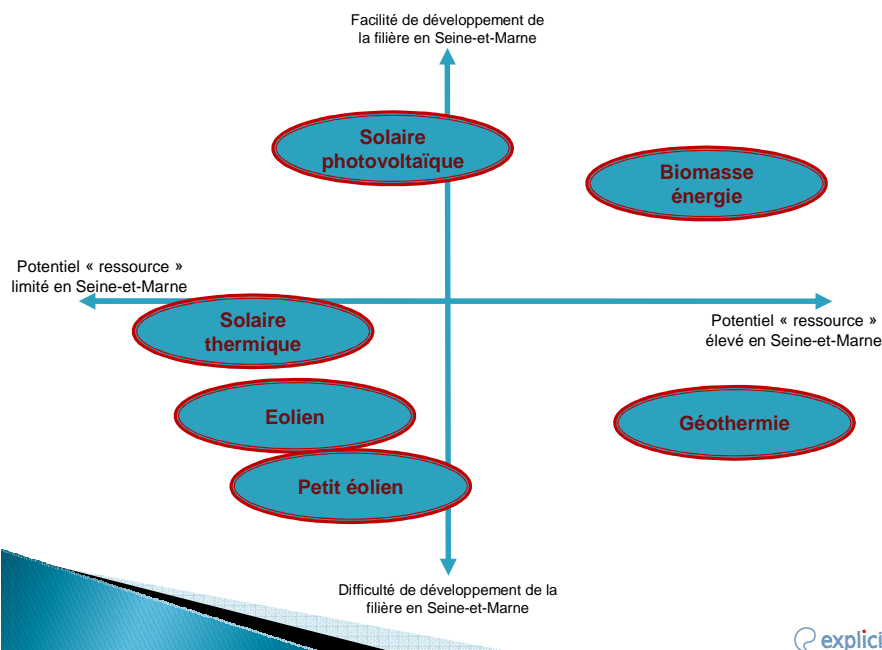 Facilité de développement de
la filière en Seine-et-Marne
Solaire
photovoltaïque
Biomasse
énergie
Potentiel « ressource »
limité en Seine-et-Marne
Solaire
thermique
Potentiel « ressource »
élevé en Seine-et-Marne
Eolien
Géothermie
Petit éolien
Difficulté de développement de la
filière en Seine-et-Marne
explici